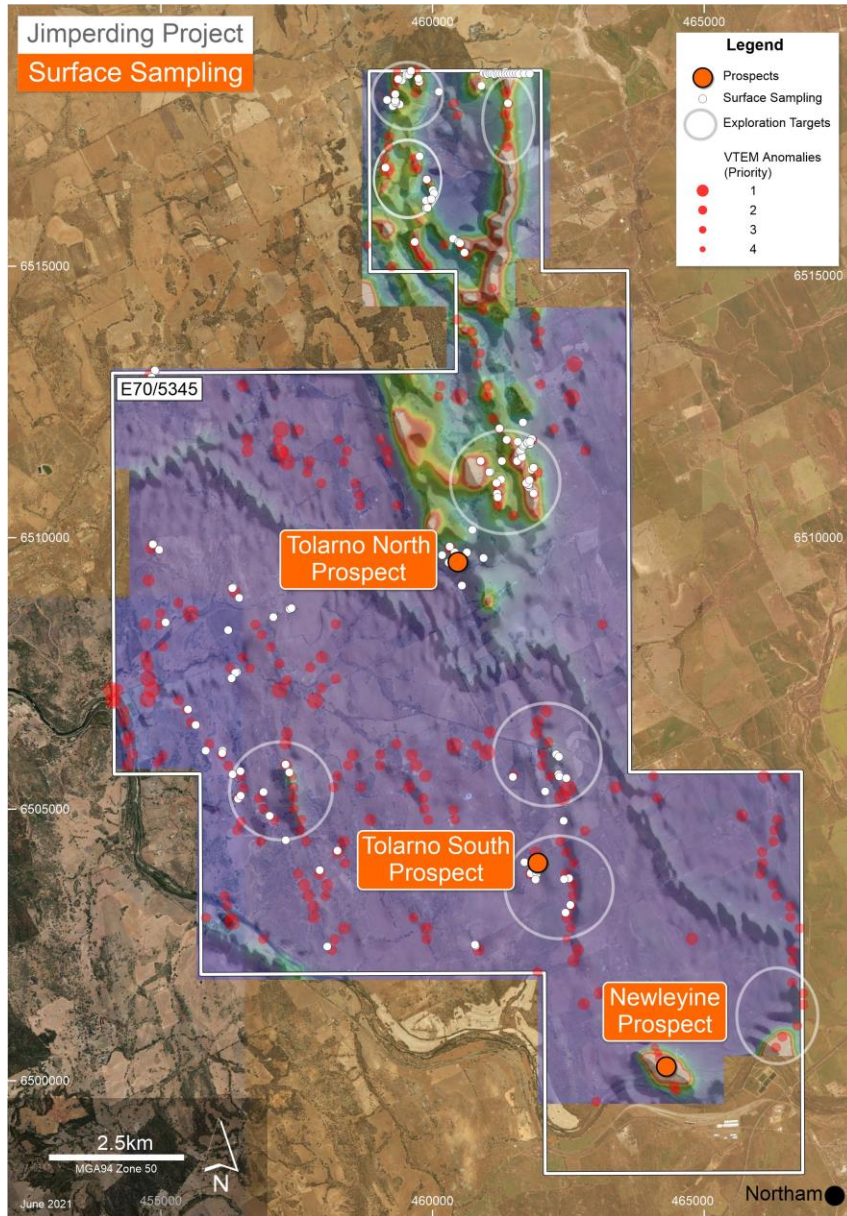 Jimperding Project
Surface Sampling
460000
465000
Legend
Prospects
Surface Sampling
Exploration Targets
VTEM Anomalies
(Priority)
1
2
3
4
6515000
6515000
E70/5345
6510000
6510000
Tolarno North
Prospect
6505000
6505000
Tolarno South
Prospect
Newleyine
Prospect
6500000
6500000
2.5km
MGA94 Zone 50
N
June 2021
455000
460000
465000
Northam